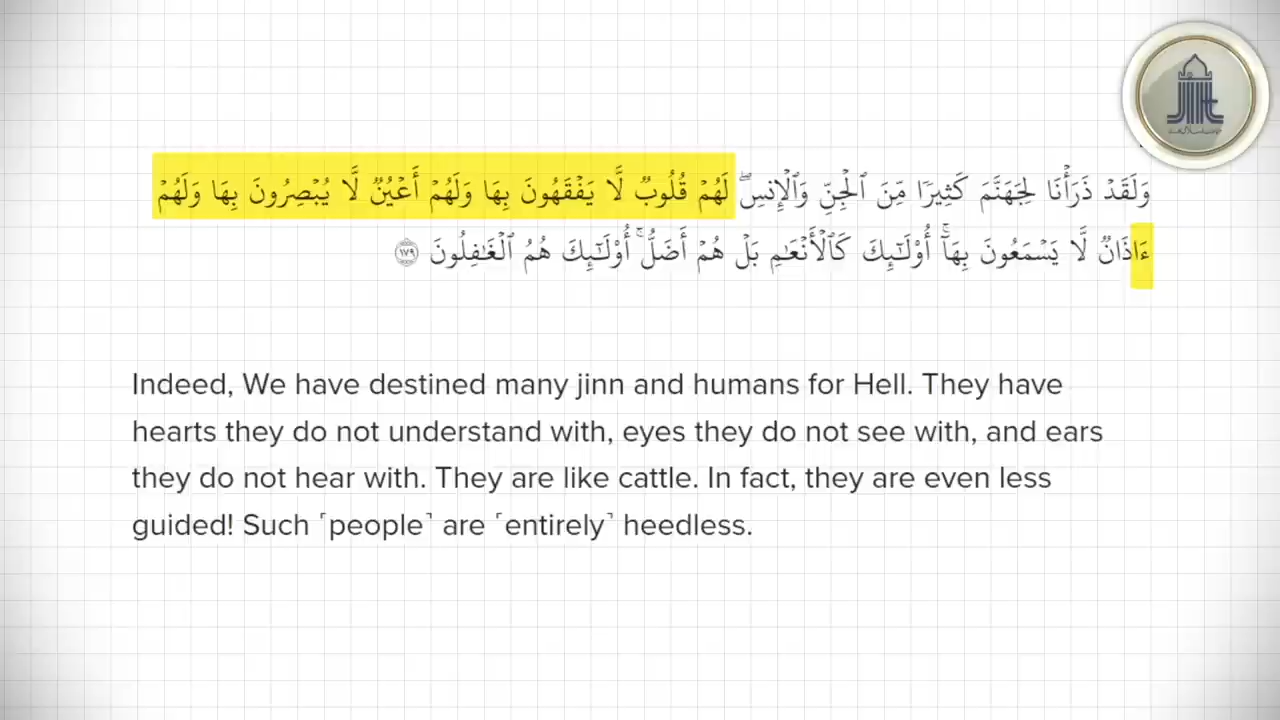 وَلَقَدْ ذَرَأْنَا لِجَهَنَّمَ كَثِيرًا مِّنَ ٱلْجِنِّ وَٱلْإِنسِ ۖ لَهُمْ قُلُوبٌ لَّا يَفْقَهُونَ بِهَا وَلَهُمْ أَعْيُنٌ لَّا يُبْصِرُونَ بِهَا وَلَهُمْ
ءَاذَانٌ لَّا يَسْمَعُونَ بِهَآ ۚ أُو۟لَـٰٓئِكَ كَٱلْأَنْعَـٰمِ بَلْ هُمْ أَضَلُّ ۚ أُو۟لَـٰٓئِكَ هُمُ ٱلْغَـٰفِلُونَ ١٧٩
Indeed, We have destined many jinn and humans for Hell. They have
hearts they do not understand with, eyes they do not see with, and ears
they do not hear with. They are like cattle. In fact, they are even less
guided! Such ˹people˺ are ˹entirely˺ heedless.